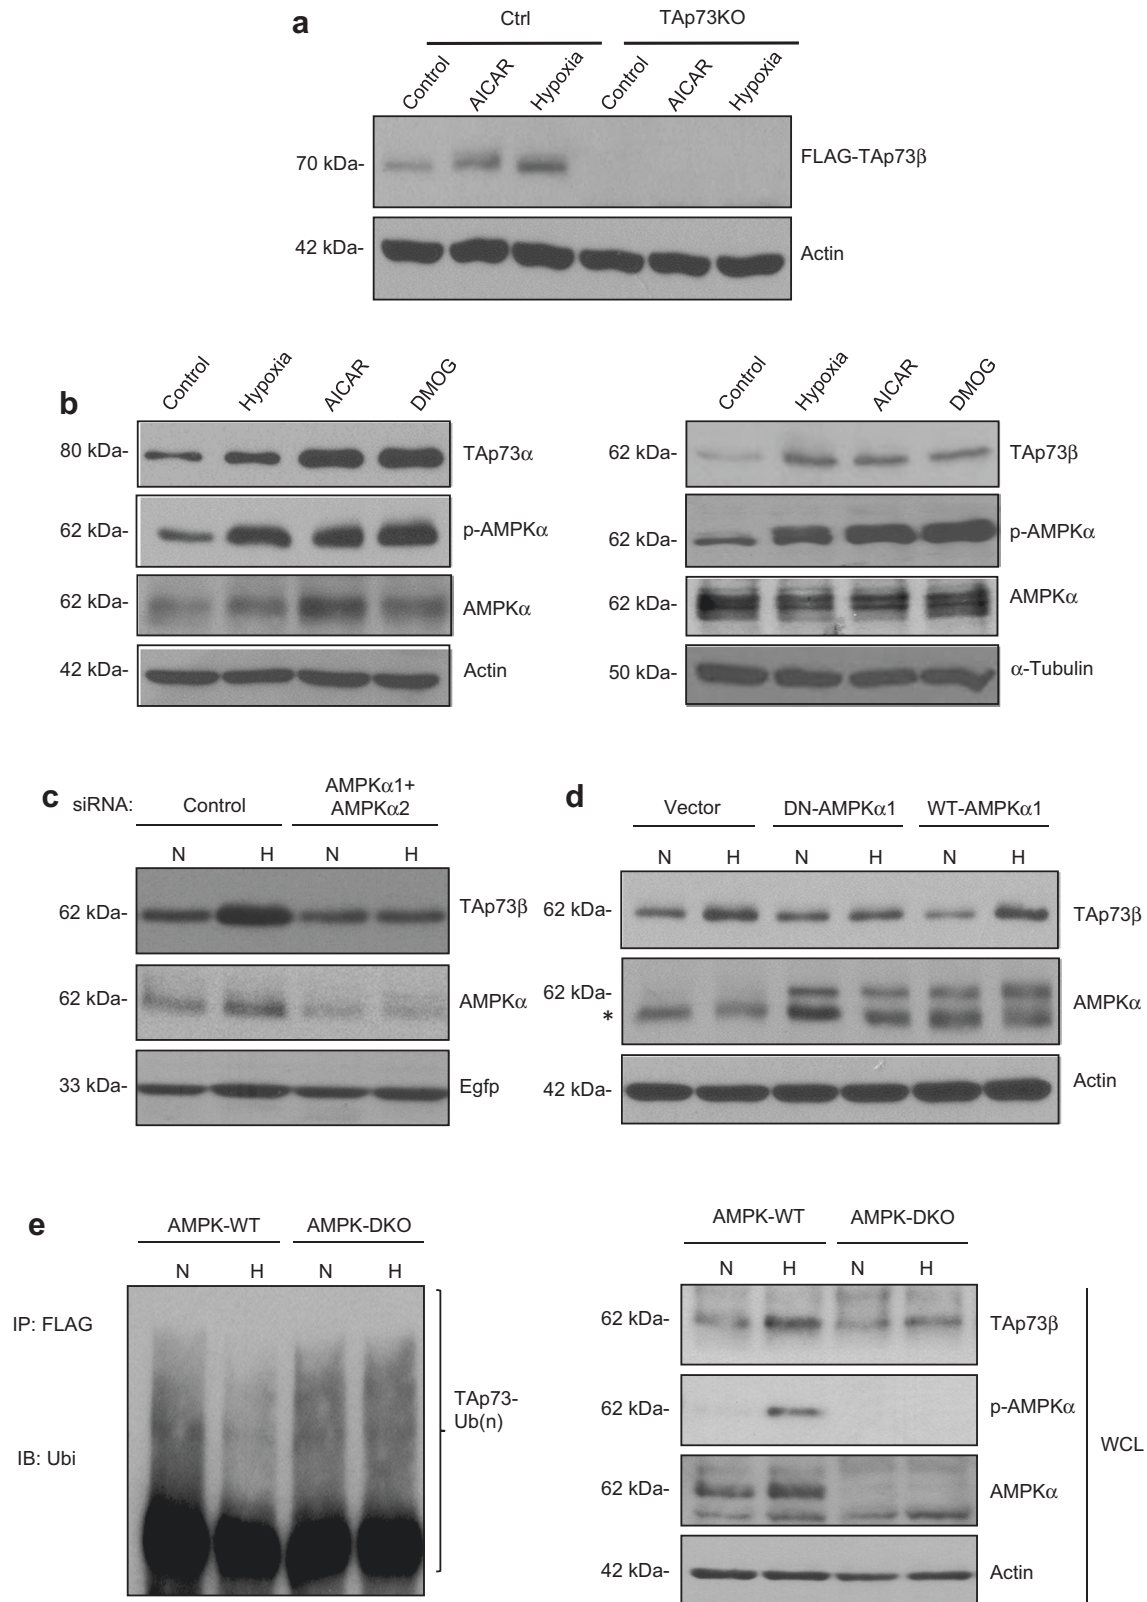 a
Ctrl TAp73KO
Control AICAR Hypoxia Control AICAR Hypoxia
70 kDa- FLAG-TAp73β
42 kDa- Actin
b
Control Hypoxia AICAR DMOG
80 kDa- TAp73α
62 kDa- p-AMPKα
62 kDa- AMPKα
42 kDa- Actin
Control Hypoxia AICAR DMOG
62 kDa- TAp73β
62 kDa- p-AMPKα
62 kDa- AMPKα
50 kDa- α-Tubulin
c
siRNA: Control AMPKα1+
AMPKα2
N H N H
62 kDa- TAp73β
62 kDa- AMPKα
33 kDa- Egfp
d
Vector DN-AMPKα1 WT-AMPKα1
N H N H N H
62 kDa- TAp73β
62 kDa- AMPKα
*
42 kDa- Actin
e
AMPK-WT AMPK-DKO
N H N H
IP: FLAG
TAp73-
Ub(n)
IB: Ubi
AMPK-WT AMPK-DKO
N H N H
62 kDa- TAp73β
62 kDa- p-AMPKα
WCL
62 kDa- AMPKα
42 kDa- Actin